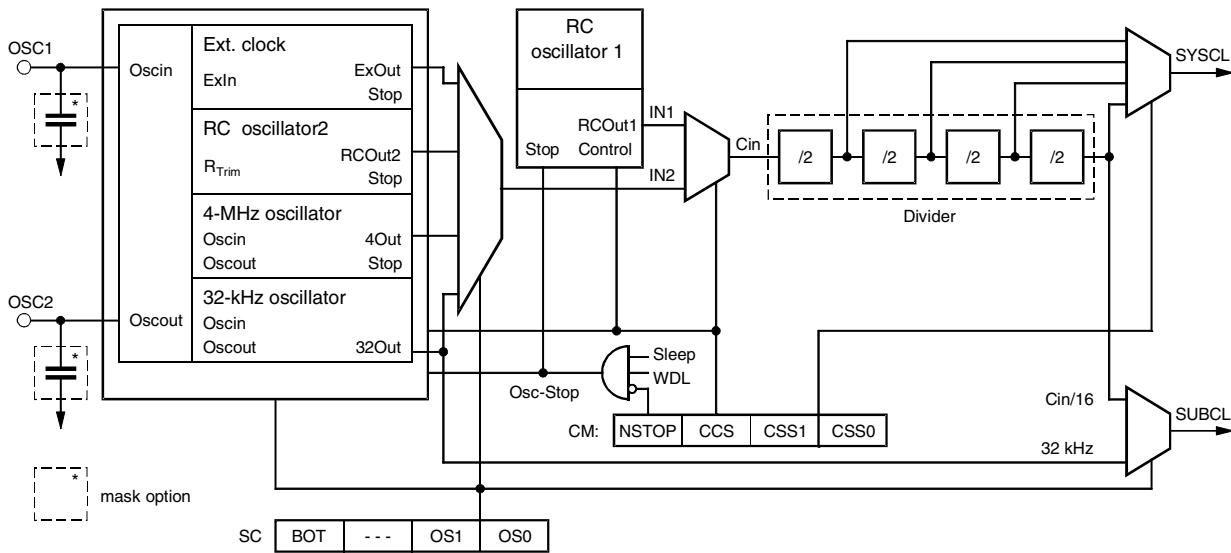 OSC1
Oscin
Ext. clock
ExIn
ExOut
Stop
*
RC oscillator2
RTrim
RCOut2
Stop
4-MHz oscillator
Oscin
Oscout
4Out
Stop
OSC2
Oscout
32-kHz oscillator
Oscin
Oscout
32Out
*
RC
oscillator 1
RCOut1
Stop
Control
IN1
IN2
Cin
/2
/2
/2
/2
Divider
SYSCL
Sleep
WDL
Osc-Stop
CM:
NSTOP
CCS
CSS1
CSS0
Cin/16
32 kHz
SUBCL
*
mask option
SC
BOT
- - -
OS1
OS0